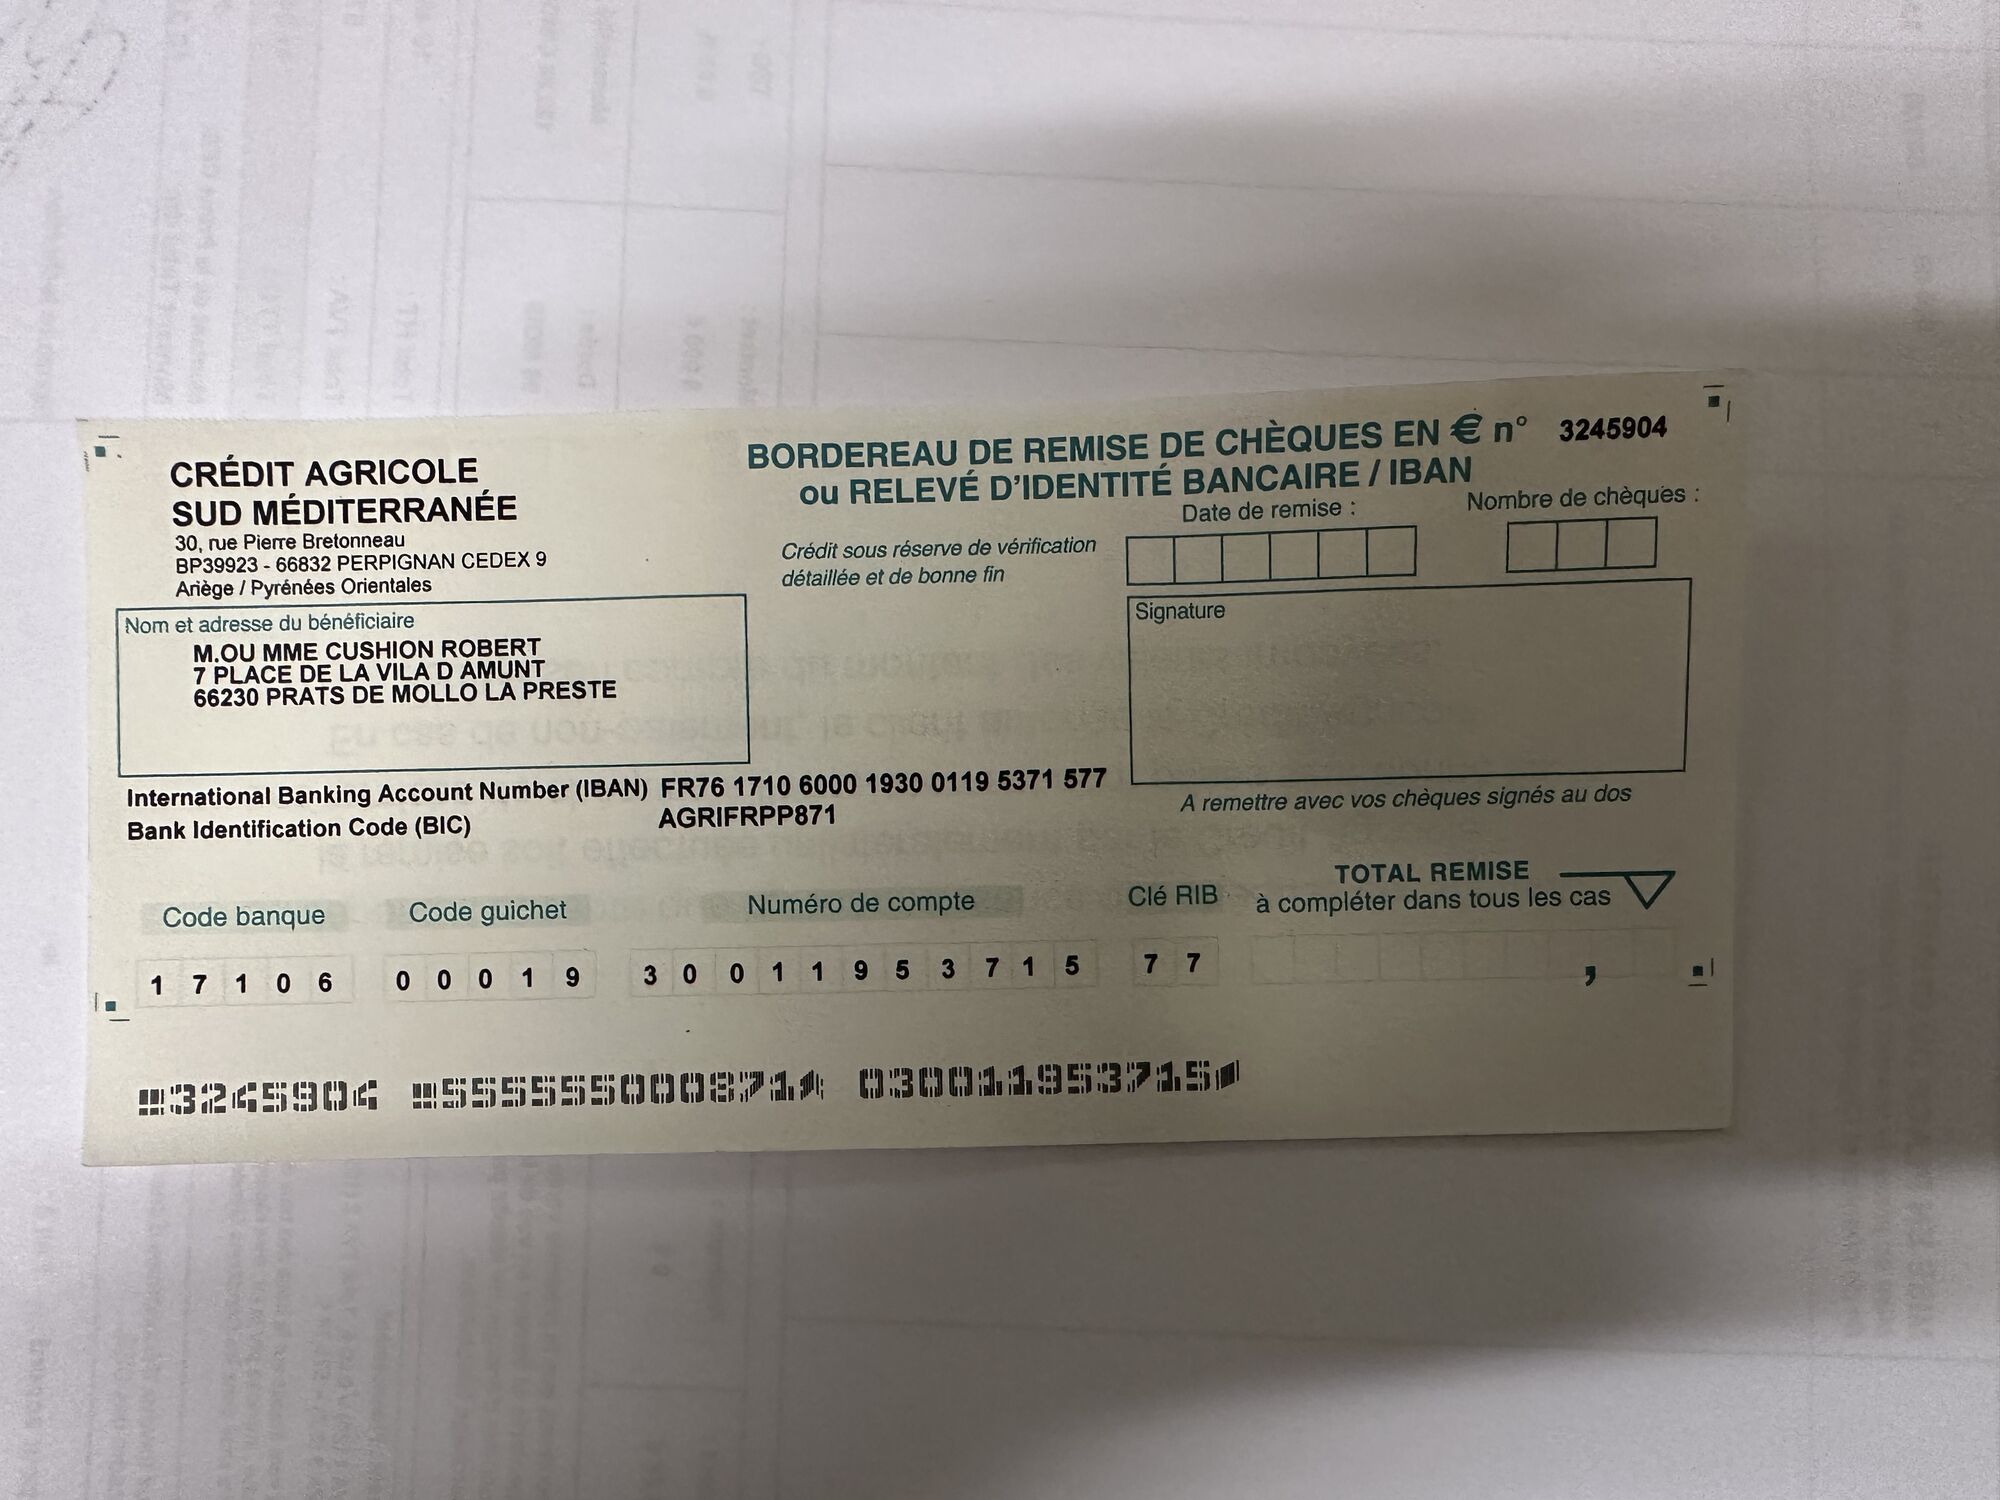 CRÉDIT AGRICOLE
SUD MÉDITERRANÉE
30, rue Pierre Bretonneau
BP39923 - 66832 PERPIGNAN CEDEX 9
Ariège / Pyrénées Orientales
BORDEREAU DE REMISE DE CHÈQUES EN € n° 3245904
ou RELEVÉ D'IDENTITÉ BANCAIRE / IBAN
Date de remise :
Nombre de chèques :
Crédit sous réserve de vérification
détaillée et de bonne fin
Nom et adresse du bénéficiaire
M.OU MME CUSHION ROBERT
7 PLACE DE LA VILA D AMUNT
66230 PRATS DE MOLLO LA PRESTE
Signature
International Banking Account Number (IBAN) FR76 1710 6000 1930 0119 5371 577
Bank Identification Code (BIC) AGRIFRPP871
A remettre avec vos chèques signés au dos
TOTAL REMISE
à compléter dans tous les cas
Code banque Code guichet Numéro de compte Clé RIB
1 7 1 0 6 0 0 0 1 9 3 0 0 1 1 9 5 3 7 1 5 7 7 ,
3245904 555555000871 030011953715